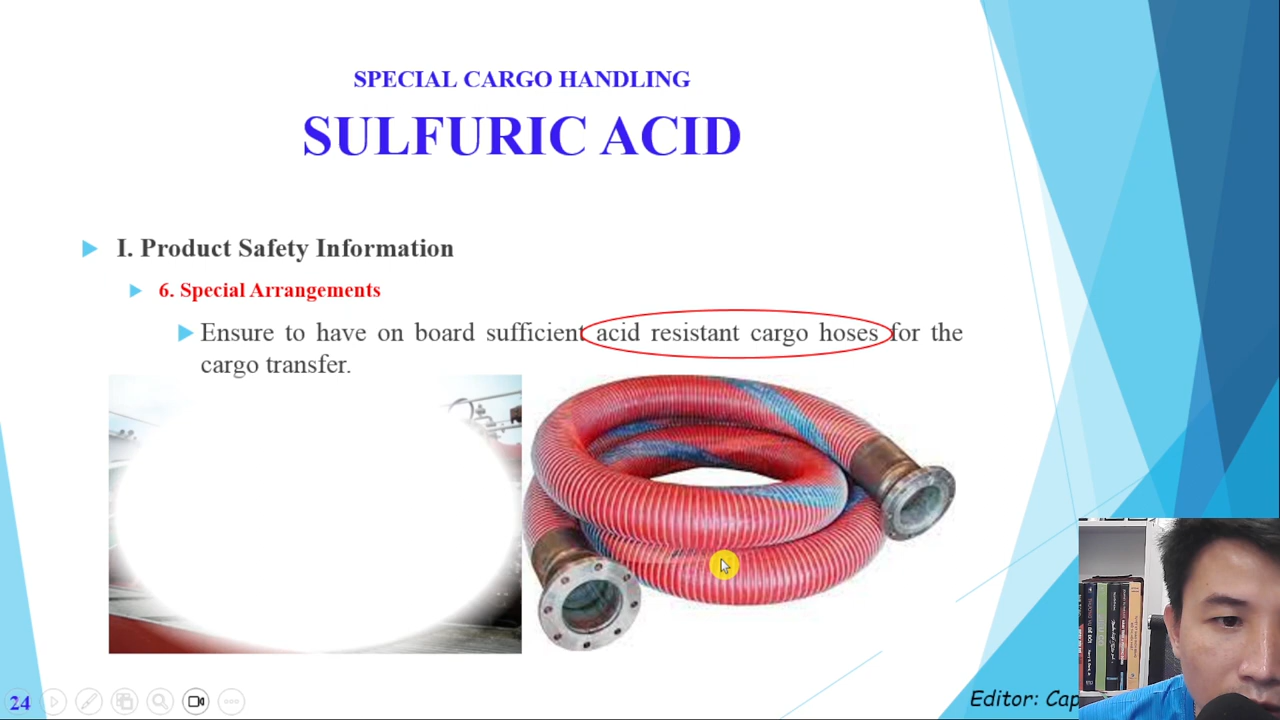 SPECIAL CARGO HANDLING
SULFURIC ACID
I. Product Safety Information
6. Special Arrangements
Ensure to have on board sufficient acid resistant cargo hoses for the
cargo transfer.
24
Editor: Cap